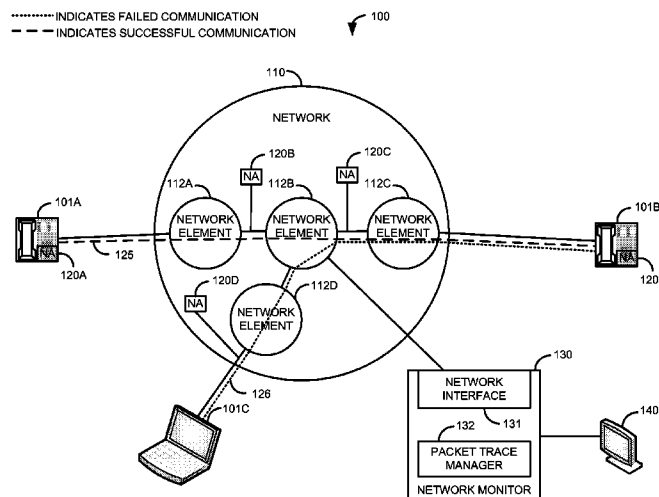 INDICATES FAILED COMMUNICATION
INDICATES SUCCESSFUL COMMUNICATION
100
110
NETWORK
120B
120C
NA
NA
112A
112B
112C
101A
101B
NETWORK
ELEMENT
NETWORK
ELEMENT
NETWORK
ELEMENT
NA
125
120A
NA
120
120D
NA
112D
NETWORK
ELEMENT
126
101C
130
NETWORK
INTERFACE
131
132
140
PACKET TRACE
MANAGER
NETWORK MONITOR